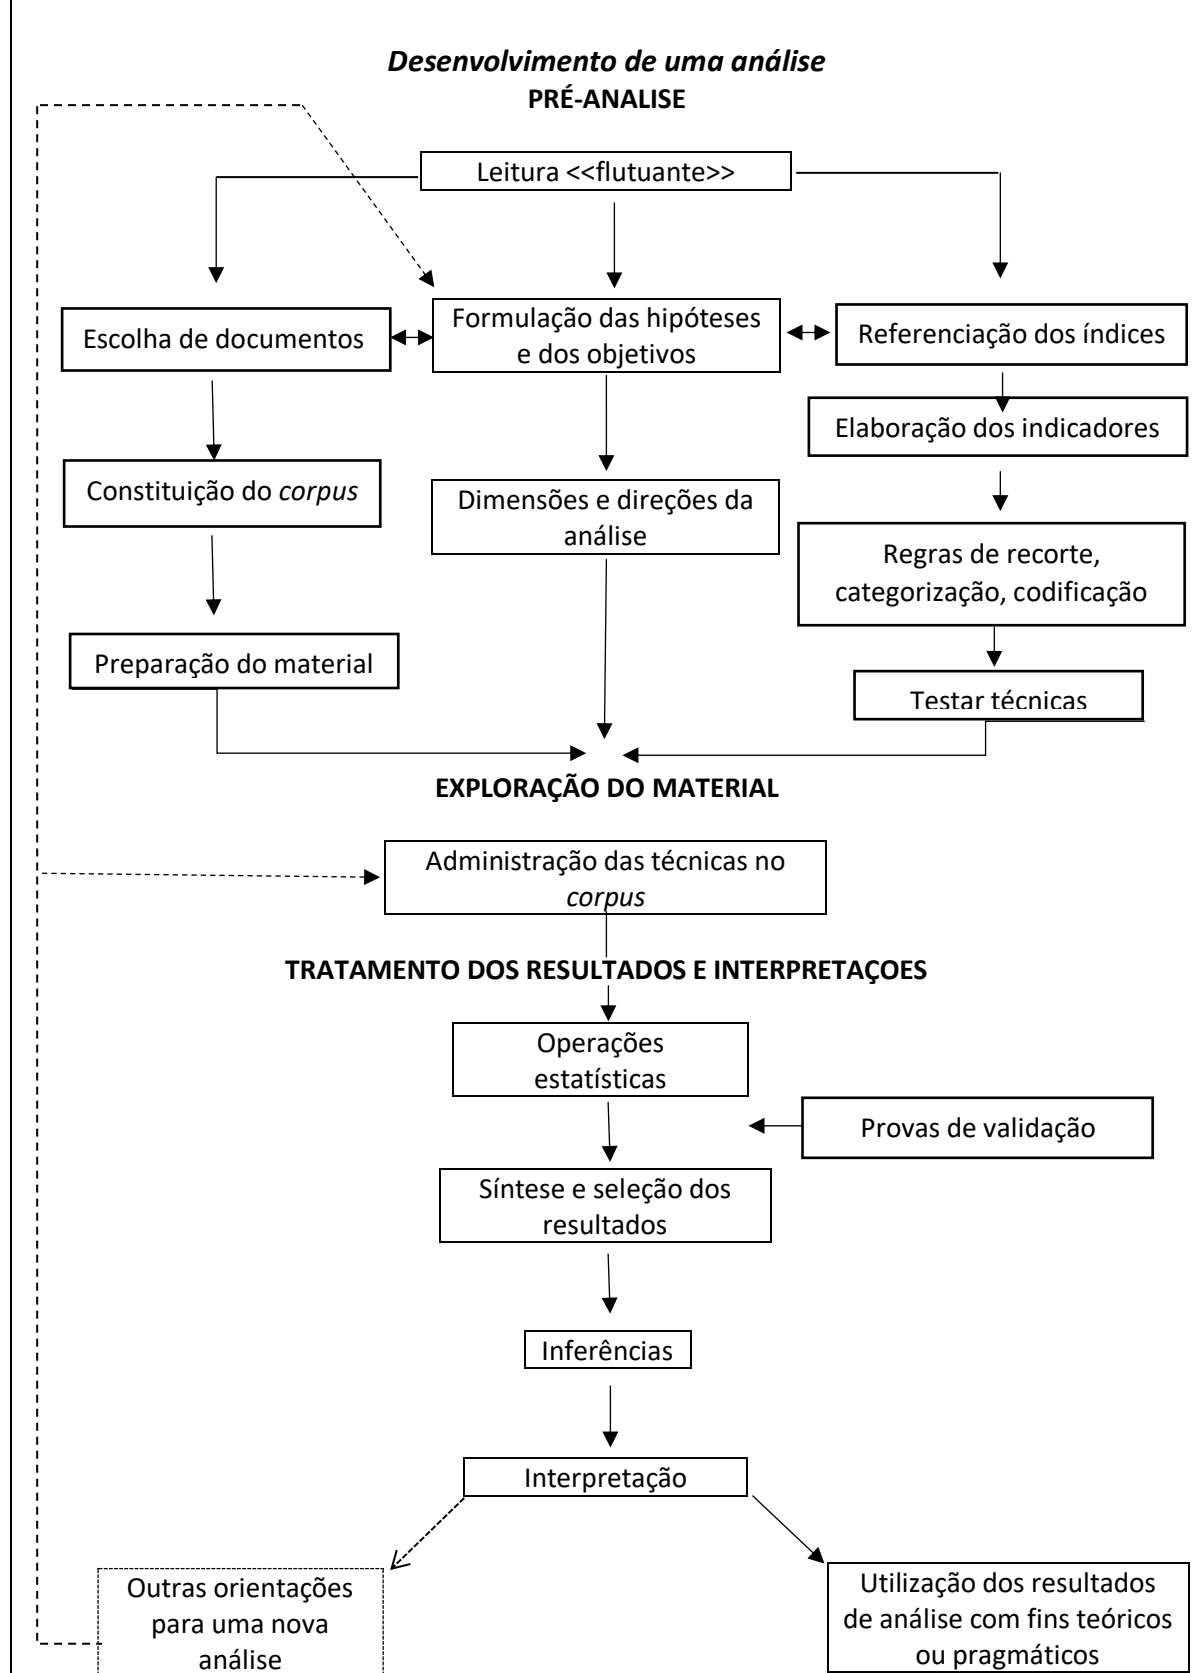 Desenvolvimento de uma análise
PRÉ-ANALISE
Leitura <<flutuante>>
Escolha de documentos
Formulação das hipóteses
e dos objetivos
Referenciação dos índices
Elaboração dos indicadores
Constituição do corpus
Dimensões e direções da
análise
Regras de recorte,
categorização, codificação
Preparação do material
Testar técnicas
EXPLORAÇÃO DO MATERIAL
Administração das técnicas no
corpus
TRATAMENTO DOS RESULTADOS E INTERPRETAÇOES
Operações
estatísticas
Provas de validação
Síntese e seleção dos
resultados
Inferências
Interpretação
Outras orientações
para uma nova
análise
Utilização dos resultados
de análise com fins teóricos
ou pragmáticos